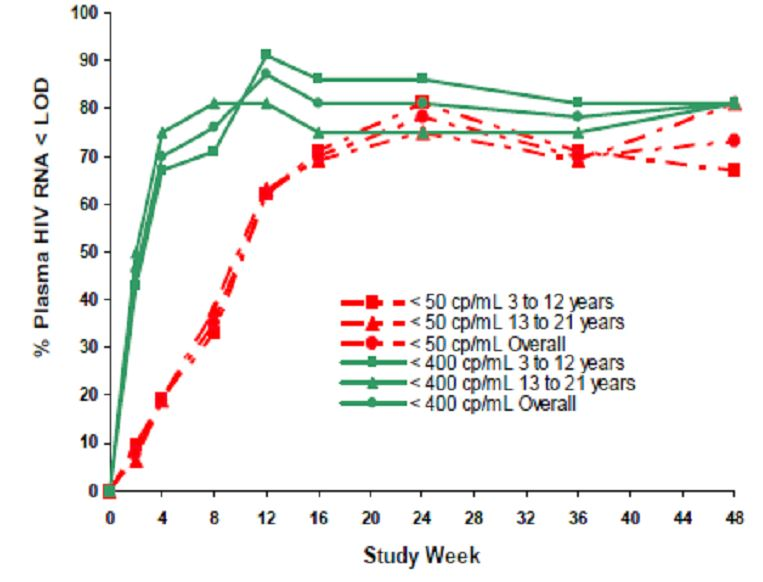 % Plasma HIV RNA < LOD
100
90
80
70
60
50
40
30
20
10
0
< 50 cp/mL 3 to 12 years
< 50 cp/mL 13 to 21 years
< 50 cp/mL Overall
< 400 cp/mL 3 to 12 years
< 400 cp/mL 13 to 21 years
< 400 cp/mL Overall
0 4 8 12 16 20 24 28 32 36 40 44 48
Study Week